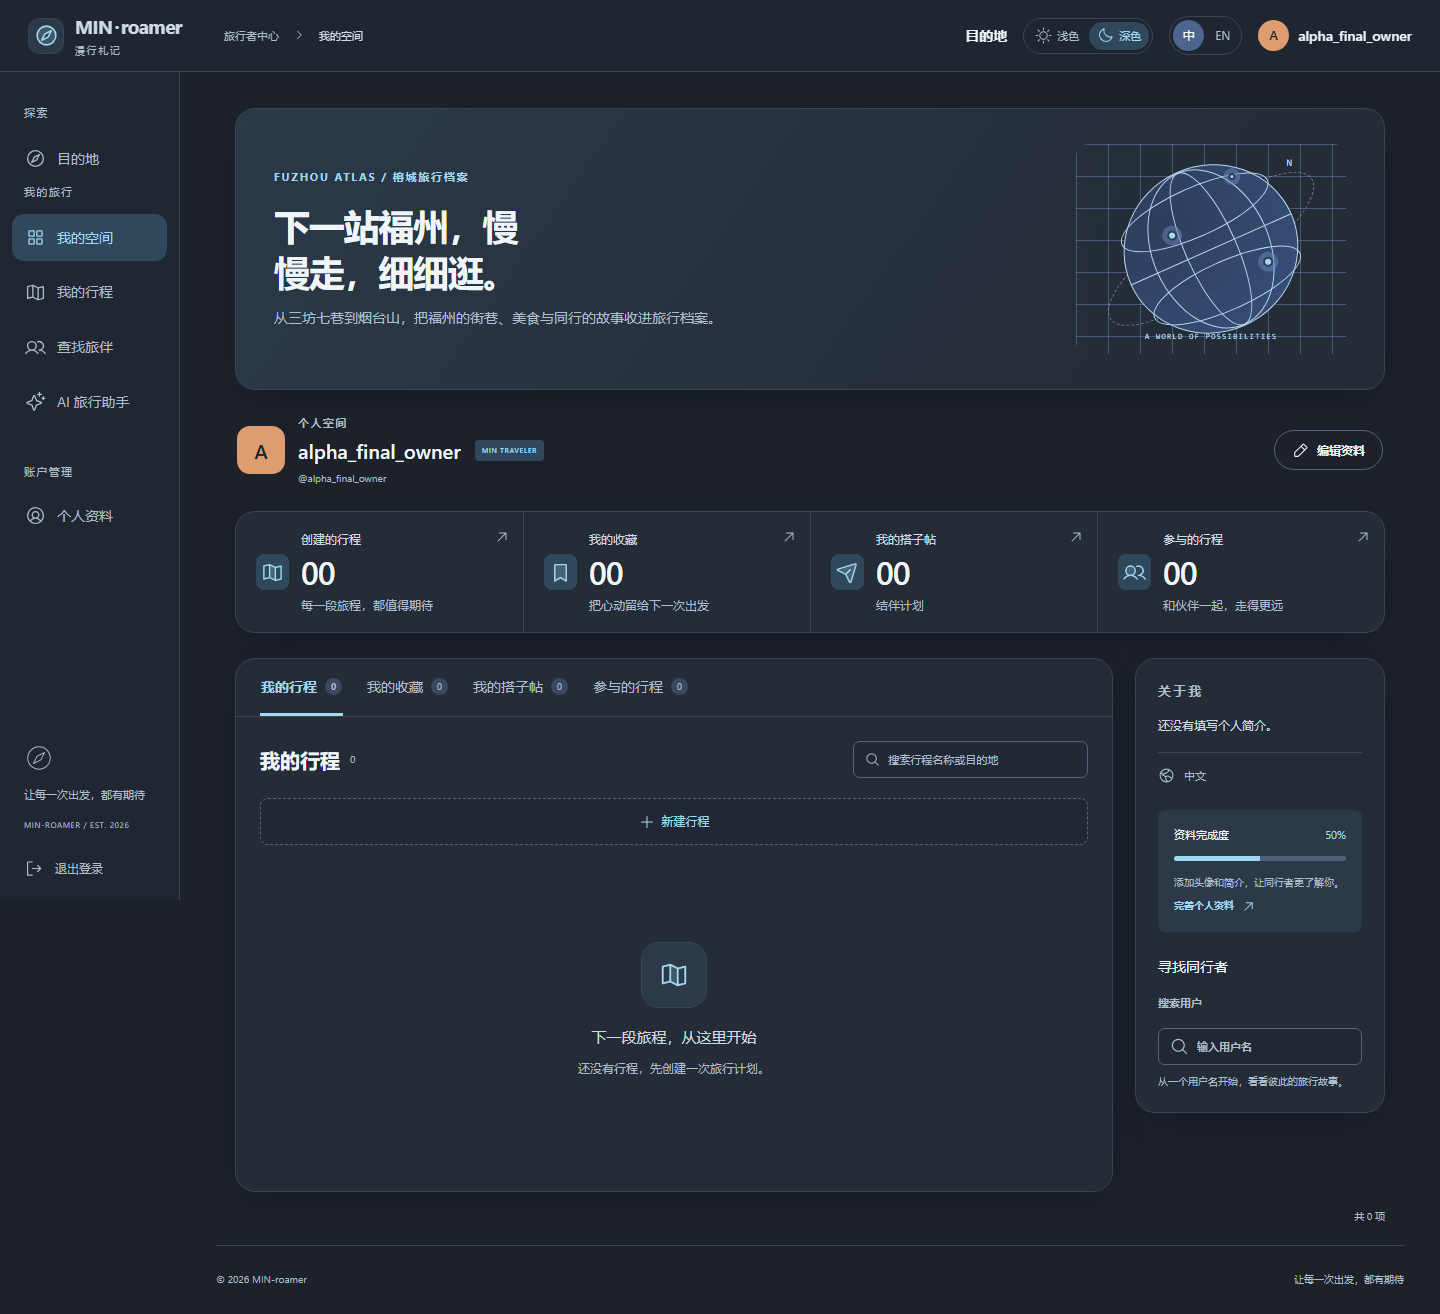 MIN·roamer
漫行札记
旅行者中心
我的空间
目的地
浅色
深色
中
EN
A
alpha_final_owner
探索
目的地
我的旅行
我的空间
我的行程
查找旅伴
AI 旅行助手
账户管理
个人资料
让每一次出发，都有期待
MIN-ROAMER / EST. 2026
退出登录
FUZHOU ATLAS / 榕城旅行档案
下一站福州，慢
慢走，细细逛。
从三坊七巷到烟台山，把福州的街巷、美食与同行的故事收进旅行档案。
N
A WORLD OF POSSIBILITIES
A
个人空间
alpha_final_owner
MIN TRAVELER
@alpha_final_owner
编辑资料
创建的行程
00
每一段旅程，都值得期待
我的收藏
00
把心动留给下一次出发
我的搭子帖
00
结伴计划
参与的行程
00
和伙伴一起，走得更远
我的行程 0
我的收藏 0
我的搭子帖 0
参与的行程 0
我的行程 0
搜索行程名称或目的地
新建行程
下一段旅程，从这里开始
还没有行程，先创建一次旅行计划。
关于我
还没有填写个人简介。
中文
资料完成度 50%
添加头像和简介，让同行者更了解你。
完善个人资料
寻找同行者
搜索用户
输入用户名
从一个用户名开始，看看彼此的旅行故事。
共 0 项
© 2026 MIN-roamer
让每一次出发，都有期待